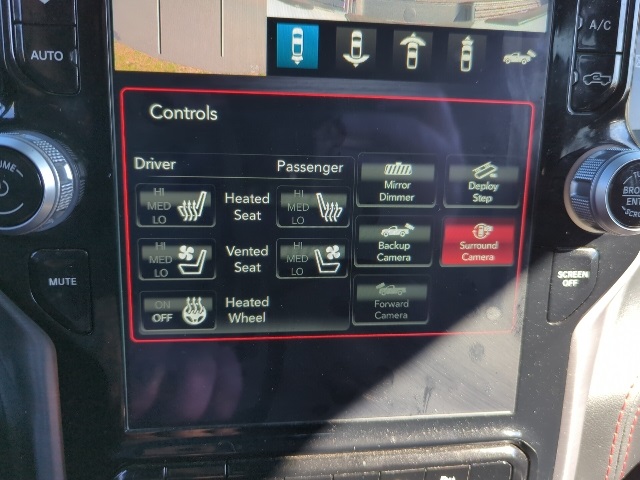 A/C
AUTO
Controls
Driver
Passenger
HI
MED
LO
Heated
Seat
HI
MED
LO
Mirror
Dimmer
Deploy
Step
HI
MED
LO
Vented
Seat
HI
MED
LO
Backup
Camera
Surround
Camera
ON
OFF
Heated
Wheel
Forward
Camera
MUTE
SCREEN
OFF